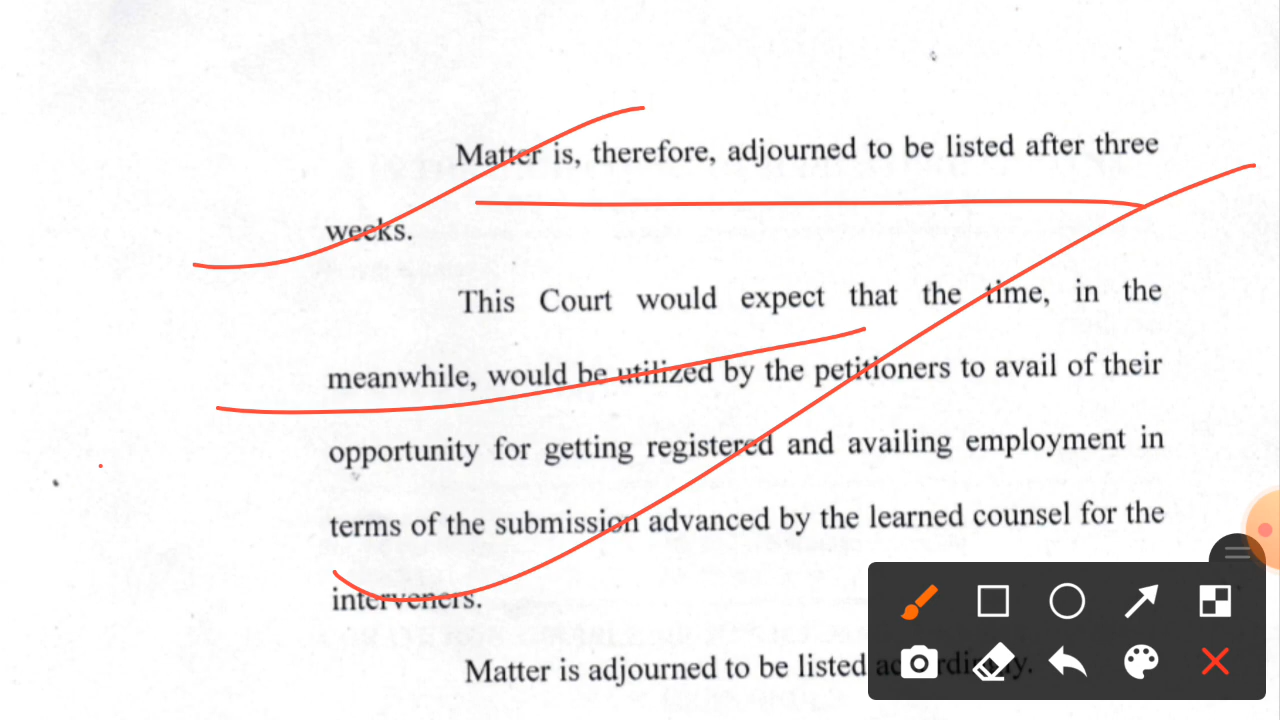 Matter is, therefore, adjourned to be listed after three
weeks.
This Court would expect that the time, in the
meanwhile, would be utilized by the petitioners to avail of their
opportunity for getting registered and availing employment in
terms of the submission advanced by the learned counsel for the
interveners.
Matter is adjourned to be listed accordingly.